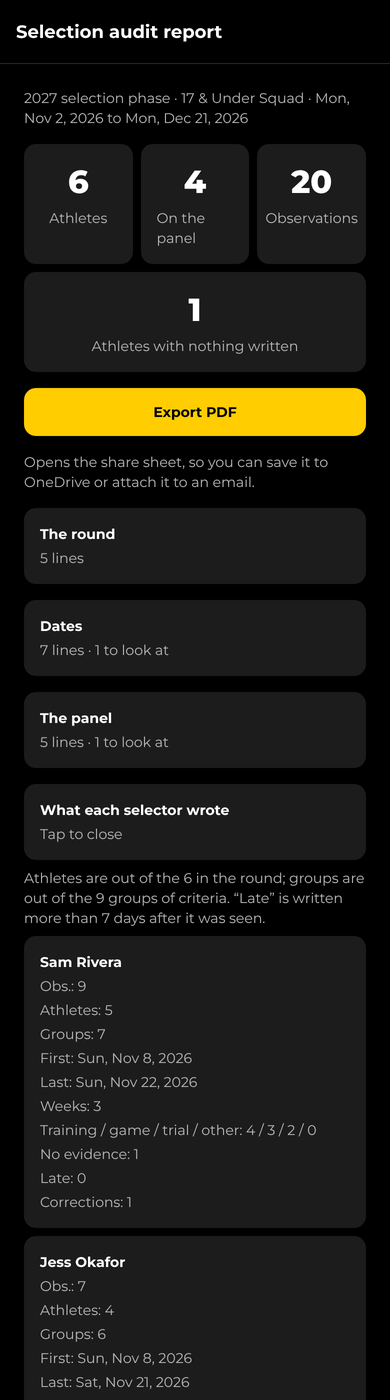 Selection audit report
2027 selection phase · 17 & Under Squad · Mon,
Nov 2, 2026 to Mon, Dec 21, 2026
6
Athletes
4
On the
panel
20
Observations
1
Athletes with nothing written
Export PDF
Opens the share sheet, so you can save it to
OneDrive or attach it to an email.
The round
5 lines
Dates
7 lines · 1 to look at
The panel
5 lines · 1 to look at
What each selector wrote
Tap to close
Athletes are out of the 6 in the round; groups are
out of the 9 groups of criteria. “Late” is written
more than 7 days after it was seen.
Sam Rivera
Obs.: 9
Athletes: 5
Groups: 7
First: Sun, Nov 8, 2026
Last: Sun, Nov 22, 2026
Weeks: 3
Training / game / trial / other: 4 / 3 / 2 / 0
No evidence: 1
Late: 0
Corrections: 1
Jess Okafor
Obs.: 7
Athletes: 4
Groups: 6
First: Sun, Nov 8, 2026
Last: Sat, Nov 21, 2026